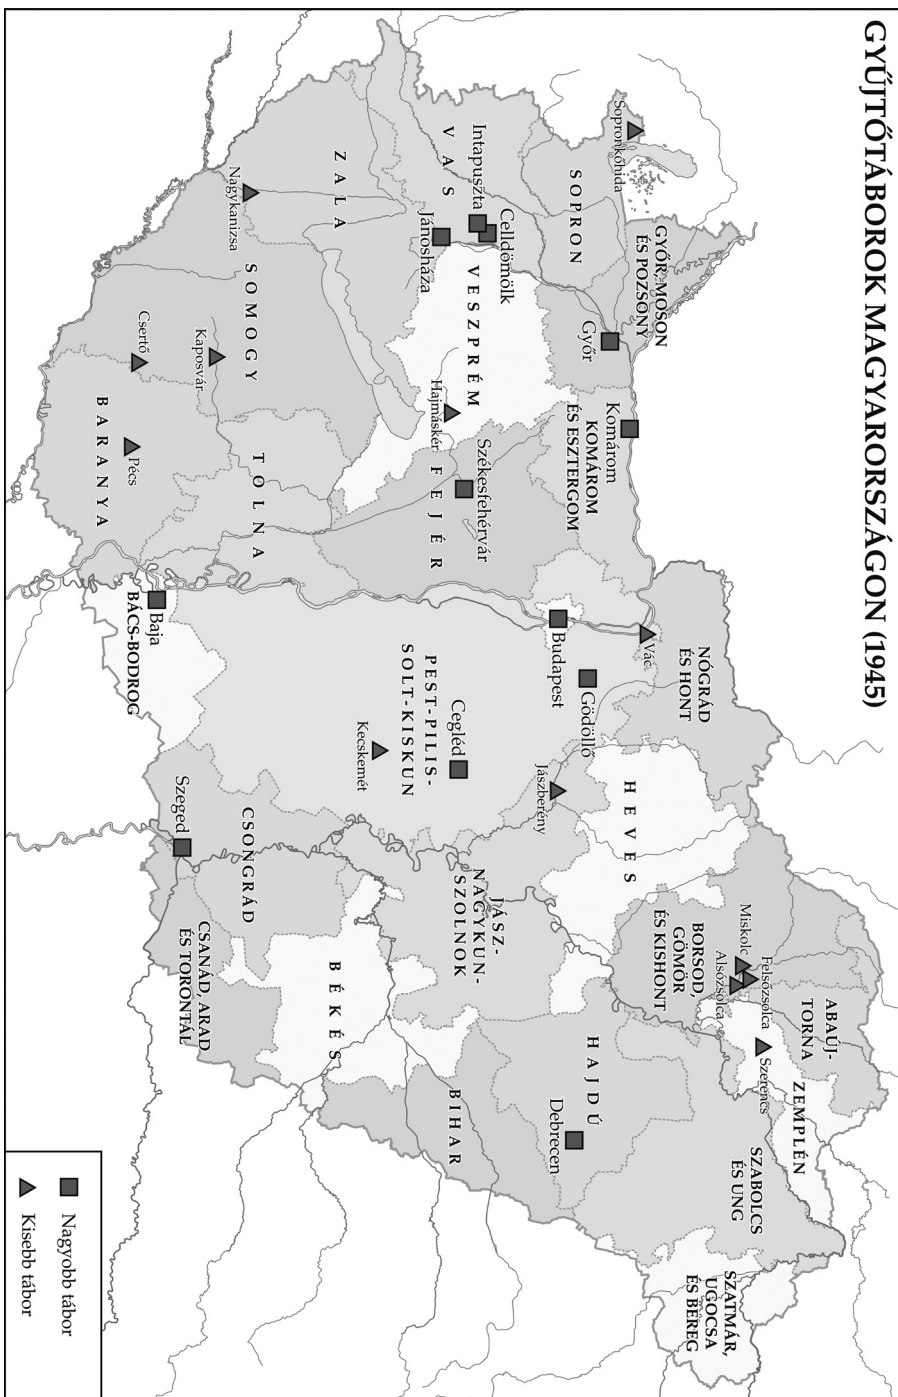 GYŰJTŐTÁBOROK MAGYARORSZÁGON (1945)
Sopronkőhida
SOPRON
GYŐR, MOSON
ÉS POZSONY
Győr
Komárom
KOMÁROM
ÉS ESZTERGOM
VAS
Intapuszta
Celldömölk
Jánosháza
VESZPRÉM
Hajmáskér
Székesfehérvár
FEJÉR
ZALA
Nagykanizsa
SOMOGY
Kaposvár
Csertő
BARANYA
Pécs
TOLNA
Baja
BÁCS-BODROG
Vác
NÓGRÁD
ÉS HONT
Budapest
Gödöllő
PEST-PILIS-
SOLT-KISKUN
Cegléd
Kecskemét
Jászberény
HEVES
Szeged
CSONGRÁD
CSANÁD, ARAD
ÉS TORONTÁL
JÁSZ-
NAGYKUN-
SZOLNOK
BÉKÉS
Miskolc
Felsőzsolca
Alsózsolca
BORSOD,
GÖMÖR
ÉS KISHONT
ABAÚJ-
TORNA
Szerencs
ZEMPLÉN
HAJDÚ
Debrecen
BIHAR
SZABOLCS
ÉS UNG
SZATMÁR,
UGOCSA
ÉS BEREG
Nagyobb tábor
Kisebb tábor